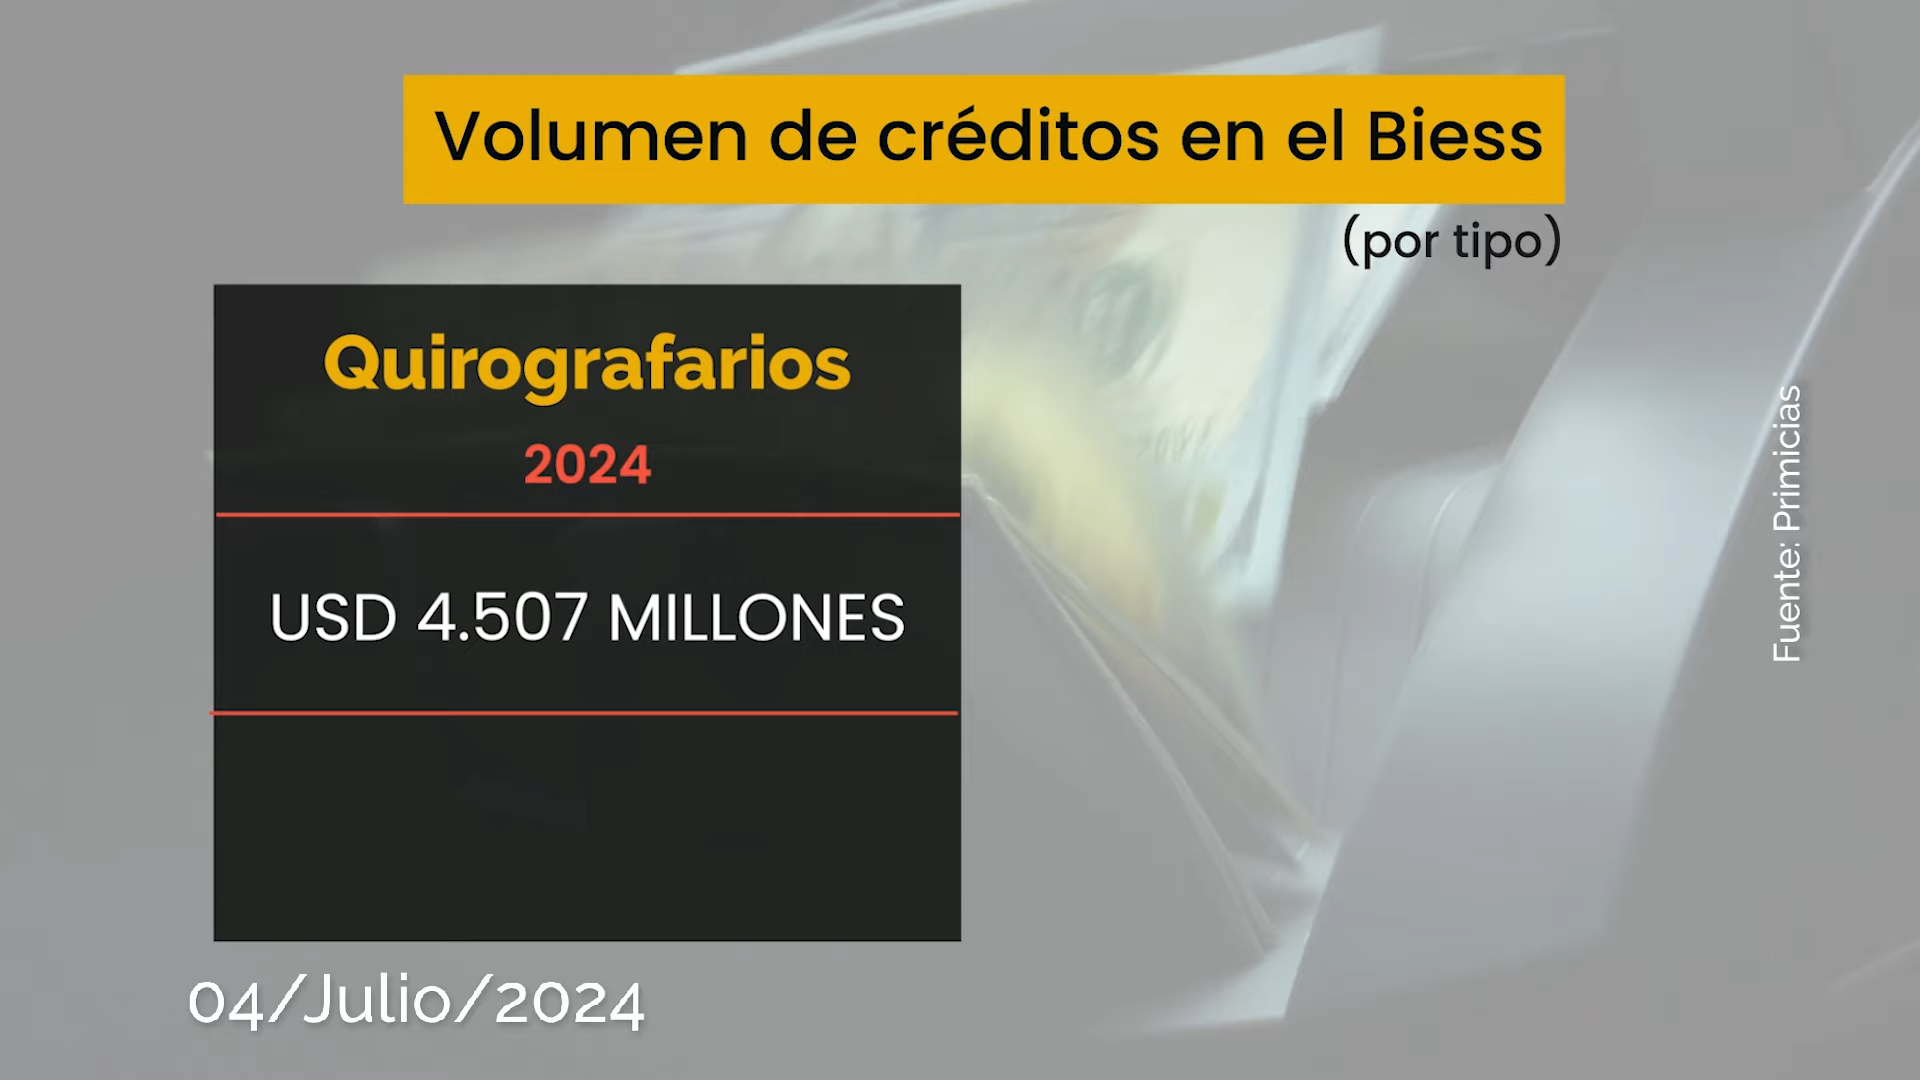 Volumen de créditos en el Biess
(por tipo)
Quirografarios
2024
USD 4.507 MILLONES
Fuente: Primicias
04/Julio/2024